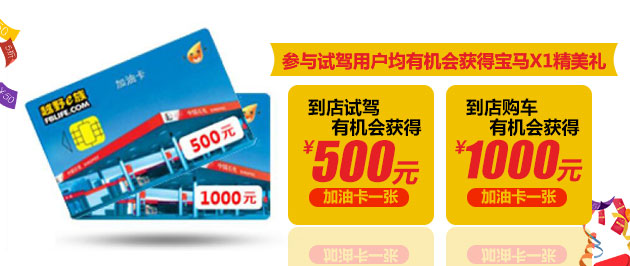 参与试驾用户均有机会获得宝马X1精美礼
加油卡
越野e族
FBLIFE.COM
500元
1000元
到店试驾
有机会获得
¥500元
加油卡一张
到店购车
有机会获得
¥1000元
加油卡一张